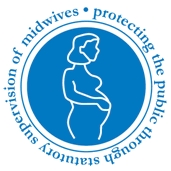 supervision of midwives • protecting the public through statutory